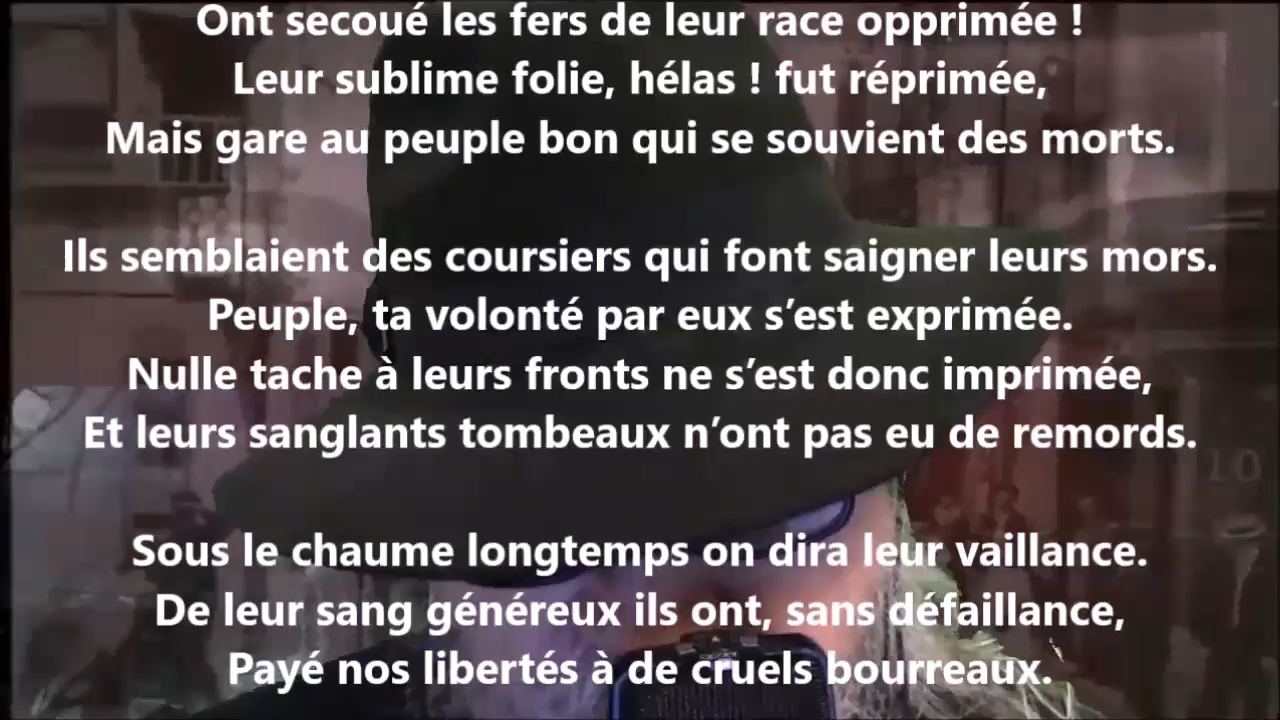 Ont secoué les fers de leur race opprimée !
Leur sublime folie, hélas ! fut réprimée,
Mais gare au peuple bon qui se souvient des morts.
Ils semblaient des coursiers qui font saigner leurs mors.
Peuple, ta volonté par eux s’est exprimée.
Nulle tache à leurs fronts ne s’est donc imprimée,
Et leurs sanglants tombeaux n’ont pas eu de remords.
10
Sous le chaume longtemps on dira leur vaillance.
De leur sang généreux ils ont, sans défaillance,
Payé nos libertés à de cruels bourreaux.